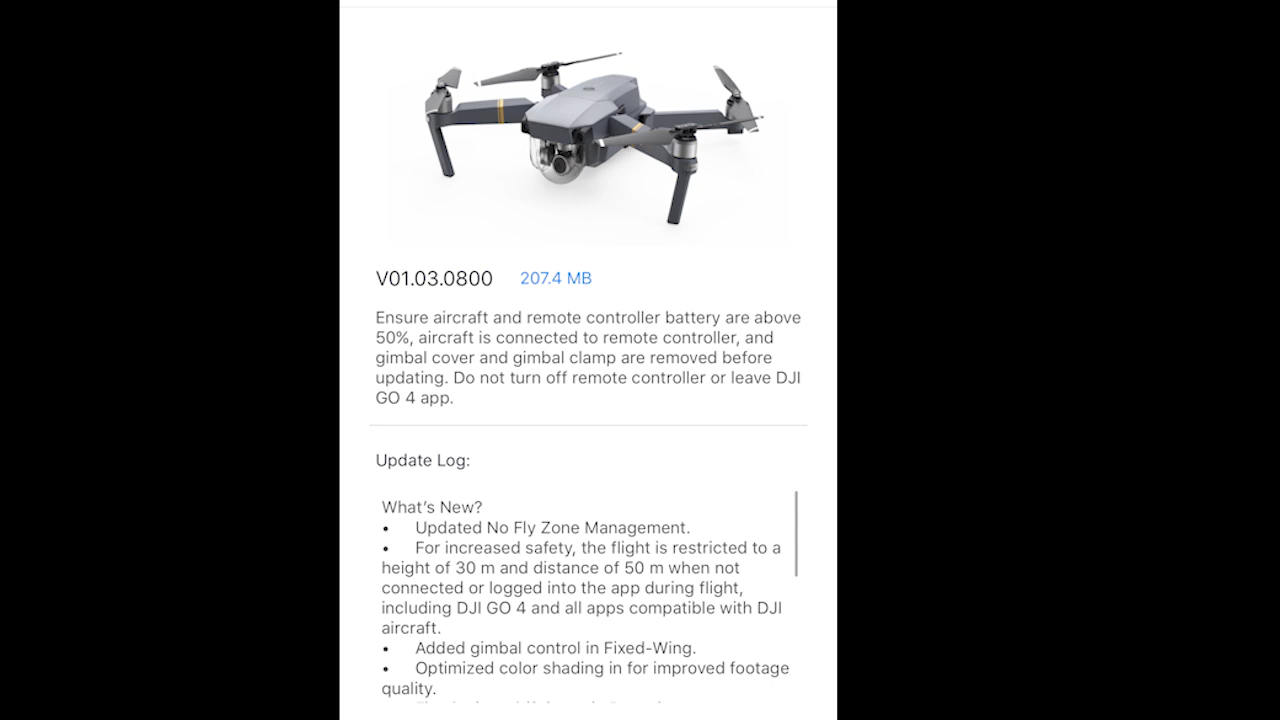 V01.03.0800 207.4 MB
Ensure aircraft and remote controller battery are above
50%, aircraft is connected to remote controller, and
gimbal cover and gimbal clamp are removed before
updating. Do not turn off remote controller or leave DJI
GO 4 app.
Update Log:
What's New?
• Updated No Fly Zone Management.
• For increased safety, the flight is restricted to a
height of 30 m and distance of 50 m when not
connected or logged into the app during flight,
including DJI GO 4 and all apps compatible with DJI
aircraft.
• Added gimbal control in Fixed-Wing.
• Optimized color shading in for improved footage
quality.